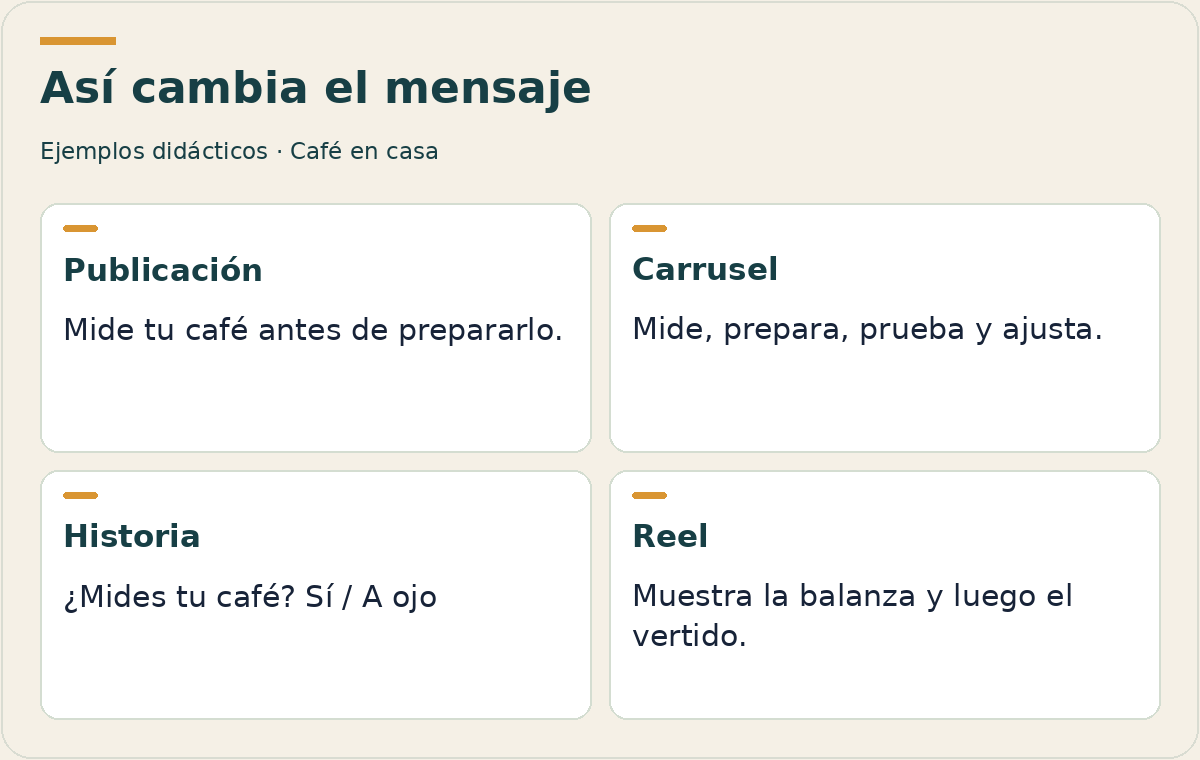 Así cambia el mensaje
Ejemplos didácticos · Café en casa
Publicación
Mide tu café antes de prepararlo.
Carrusel
Mide, prepara, prueba y ajusta.
Historia
¿Mides tu café? Sí / A ojo
Reel
Muestra la balanza y luego el
vertido.